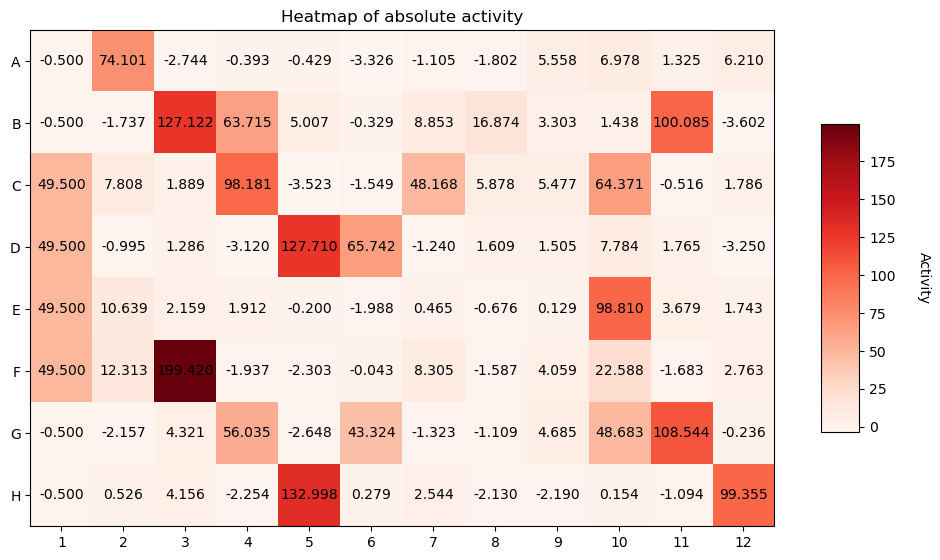 Heatmap of absolute activity
A -0.500 74.101 -2.744 -0.393 -0.429 -3.326 -1.105 -1.802 5.558 6.978 1.325 6.210
B -0.500 -1.737 127.122 63.715 5.007 -0.329 8.853 16.874 3.303 1.438 100.085 -3.602
C 49.500 7.808 1.889 98.181 -3.523 -1.549 48.168 5.878 5.477 64.371 -0.516 1.786
D 49.500 -0.995 1.286 -3.120 127.710 65.742 -1.240 1.609 1.505 7.784 1.765 -3.250
E 49.500 10.639 2.159 1.912 -0.200 -1.988 0.465 -0.676 0.129 98.810 3.679 1.743
F 49.500 12.313 199.420 -1.937 -2.303 -0.043 8.305 -1.587 4.059 22.588 -1.683 2.763
G -0.500 -2.157 4.321 56.035 -2.648 43.324 -1.323 -1.109 4.685 48.683 108.544 -0.236
H -0.500 0.526 4.156 -2.254 132.998 0.279 2.544 -2.130 -2.190 0.154 -1.094 99.355
1 2 3 4 5 6 7 8 9 10 11 12
175
150
125
100
75
50
25
0
Activity